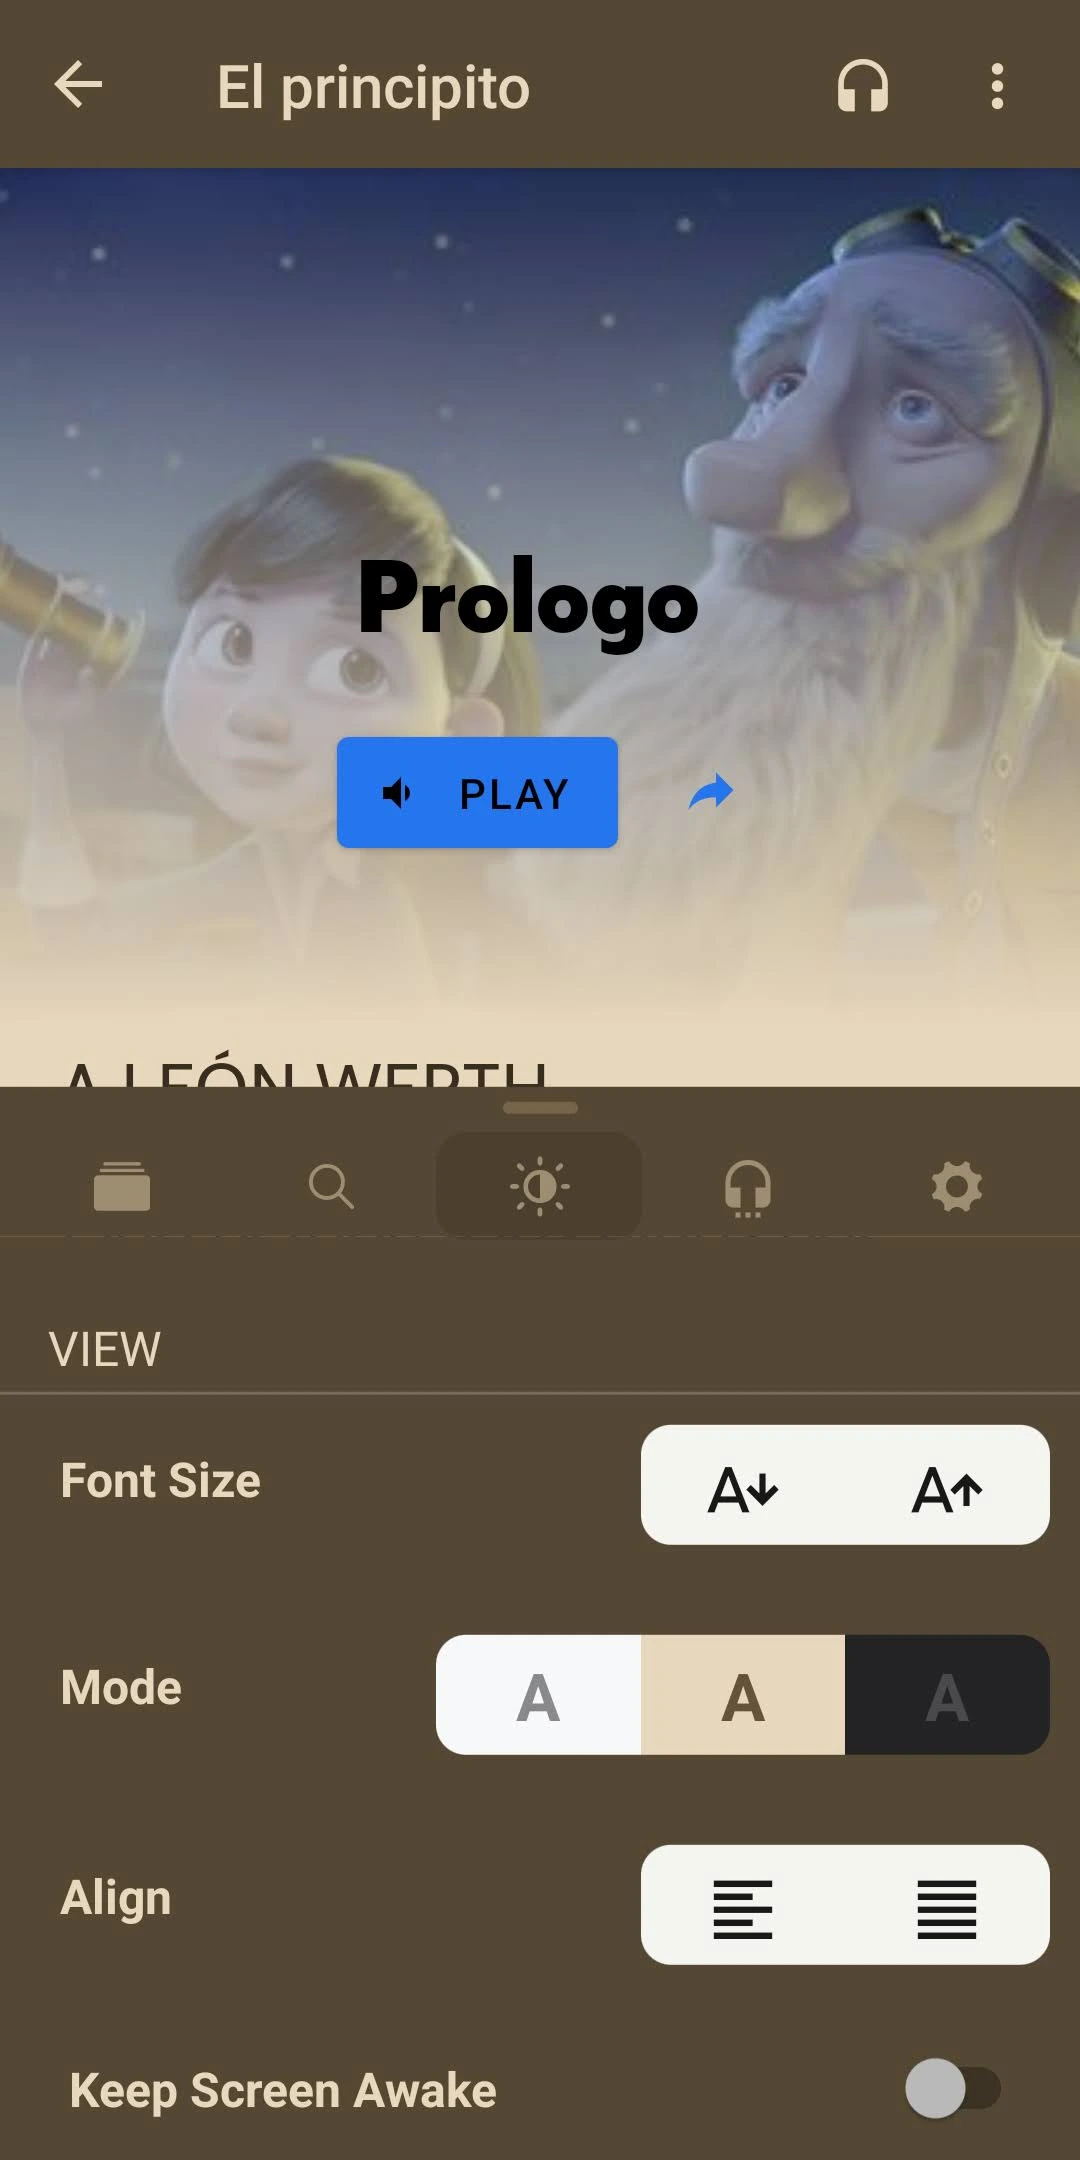 El principito
Prologo
PLAY
A LEÓN WERTH
VIEW
Font Size
A A
Mode
A A A
Align
Keep Screen Awake